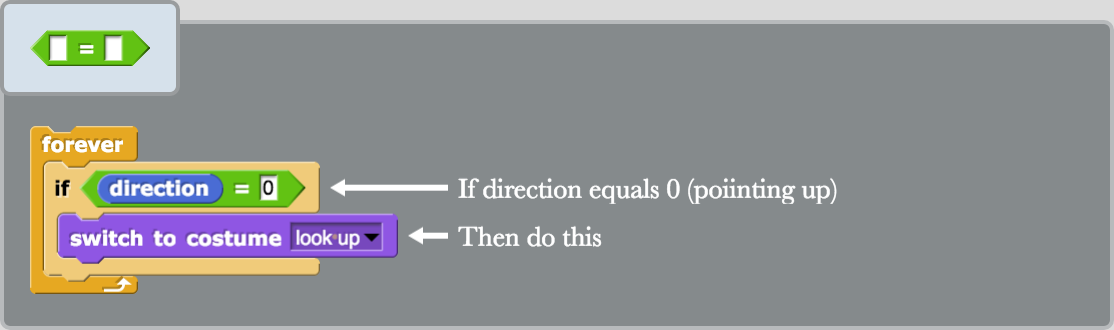 =
forever
if direction = 0
If direction equals 0 (poiinting up)
switch to costume look up
Then do this